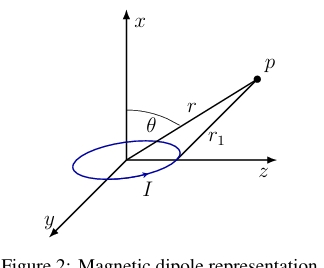 x
p
r
θ
r1
z
I
y
Figure 2: Magnetic dipole representation